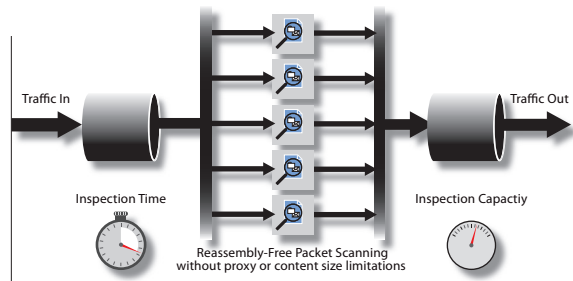 Traffic In
Traffic Out
Inspection Time
Inspection Capactiy
Reassembly-Free Packet Scanning
without proxy or content size limitations